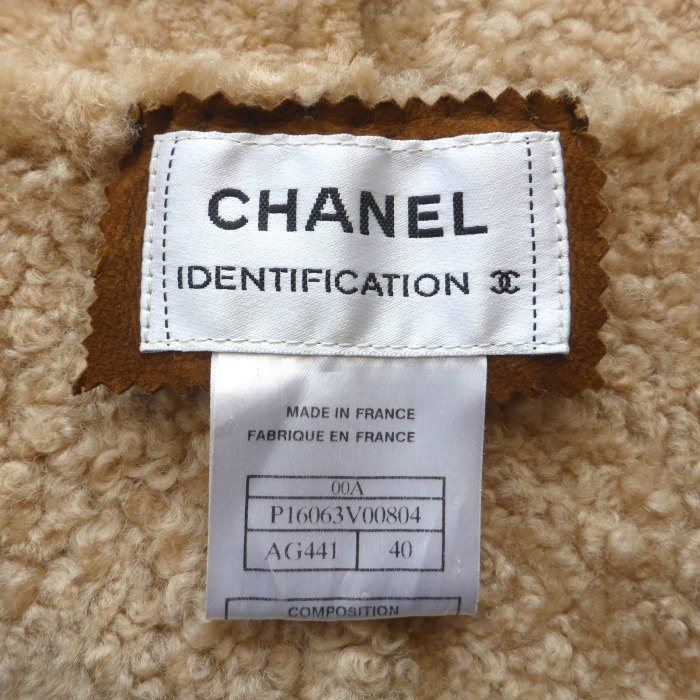 CHANEL
IDENTIFICATION
MADE IN FRANCE
FABRIQUE EN FRANCE
00A
P16063V00804
AG441 40
COMPOSITION